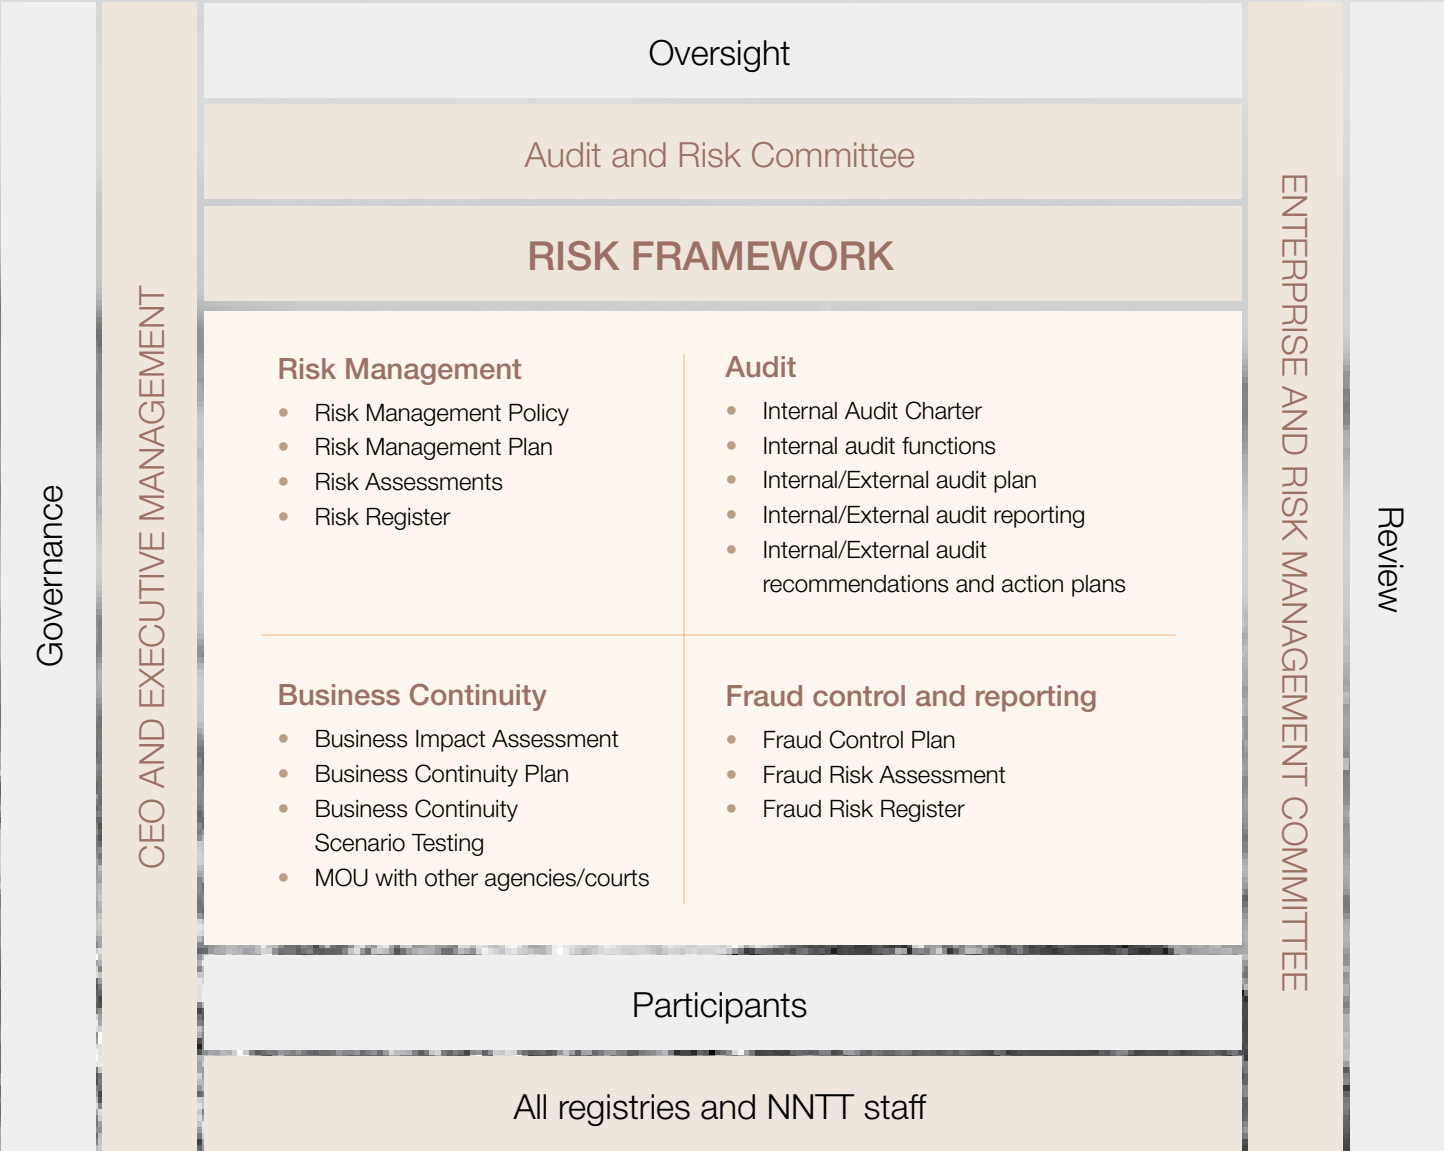 Oversight
Audit and Risk Committee
RISK FRAMEWORK
Governance
CEO AND EXECUTIVE MANAGEMENT
Risk Management
• Risk Management Policy
• Risk Management Plan
• Risk Assessments
• Risk Register
Audit
• Internal Audit Charter
• Internal audit functions
• Internal/External audit plan
• Internal/External audit reporting
• Internal/External audit
recommendations and action plans
Business Continuity
• Business Impact Assessment
• Business Continuity Plan
• Business Continuity
Scenario Testing
• MOU with other agencies/courts
Fraud control and reporting
• Fraud Control Plan
• Fraud Risk Assessment
• Fraud Risk Register
ENTERPRISE AND RISK MANAGEMENT COMMITTEE
Review
Participants
All registries and NNTT staff